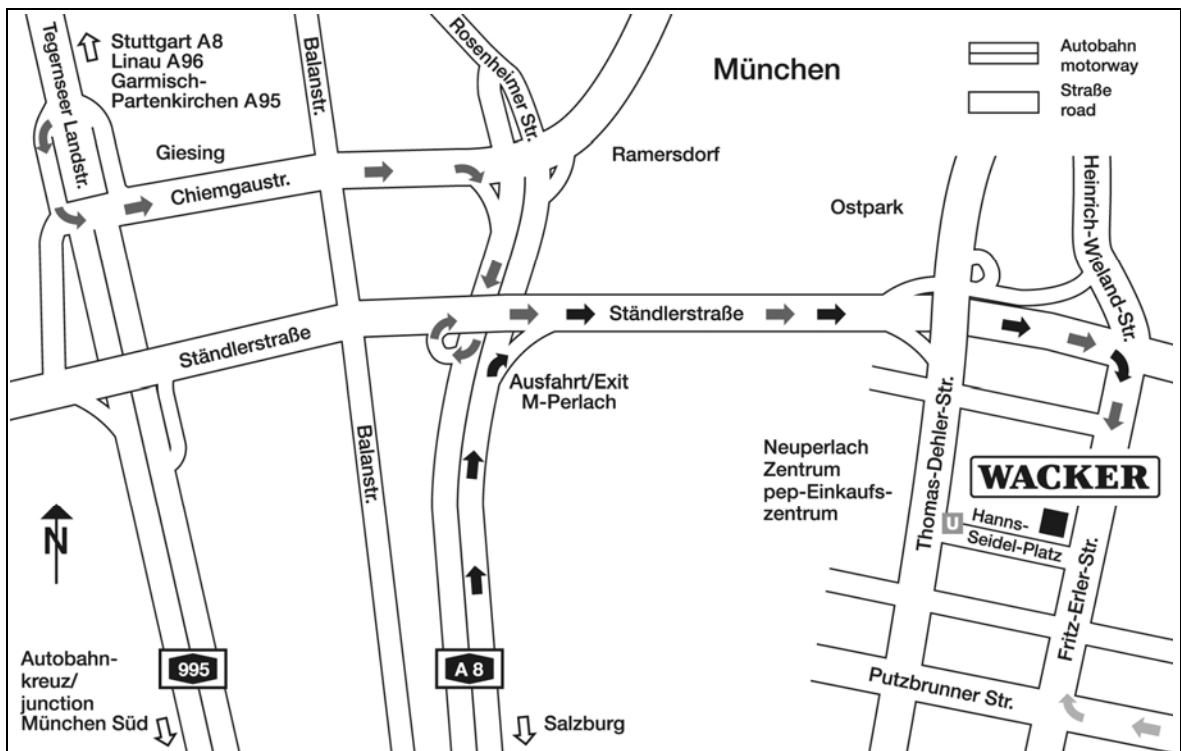 Tegernseer Landstr.
Stuttgart A8
Linau A96
Garmisch-
Partenkirchen A95
Balanstr.
Rosenheimer Str.
München
Autobahn
motorway
Straße
road
Giesing
Chiemgaustr.
Ramersdorf
Ostpark
Heinrich-Wieland-Str.
Ständlerstraße
Ständlerstraße
Ausfahrt/Exit
M-Perlach
Balanstr.
Neuperlach
Zentrum
pep-Einkaufs-
zentrum
Thomas-Dehler-Str.
WACKER
U
Hanns-
Seidel-Platz
Fritz-Erler-Str.
N
Autobahn-
kreuz/
junction
München Süd
995
A 8
Salzburg
Putzbrunner Str.